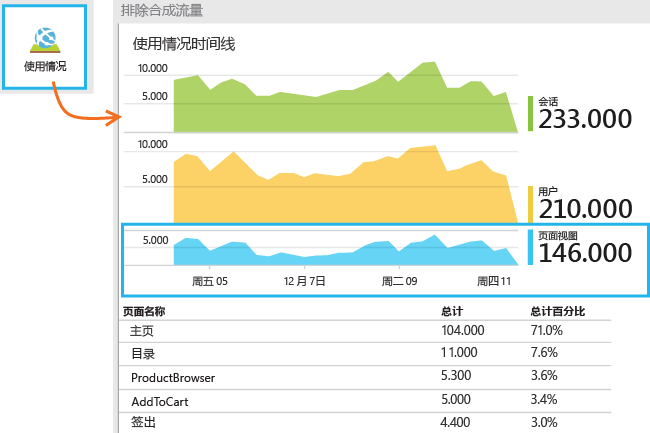 排除合成流量
使用情况
使用情况时间线
10.000
5.000
会话
233.000
10.000
5.000
用户
210.000
5.000
页面视图
146.000
周五 05 12 月 7日 周二 09 周四 11
页面名称 总计 总计百分比
主页 104.000 71.0%
目录 11.000 7.6%
ProductBrowser 5.300 3.6%
AddToCart 5.000 3.4%
签出 4.400 3.0%